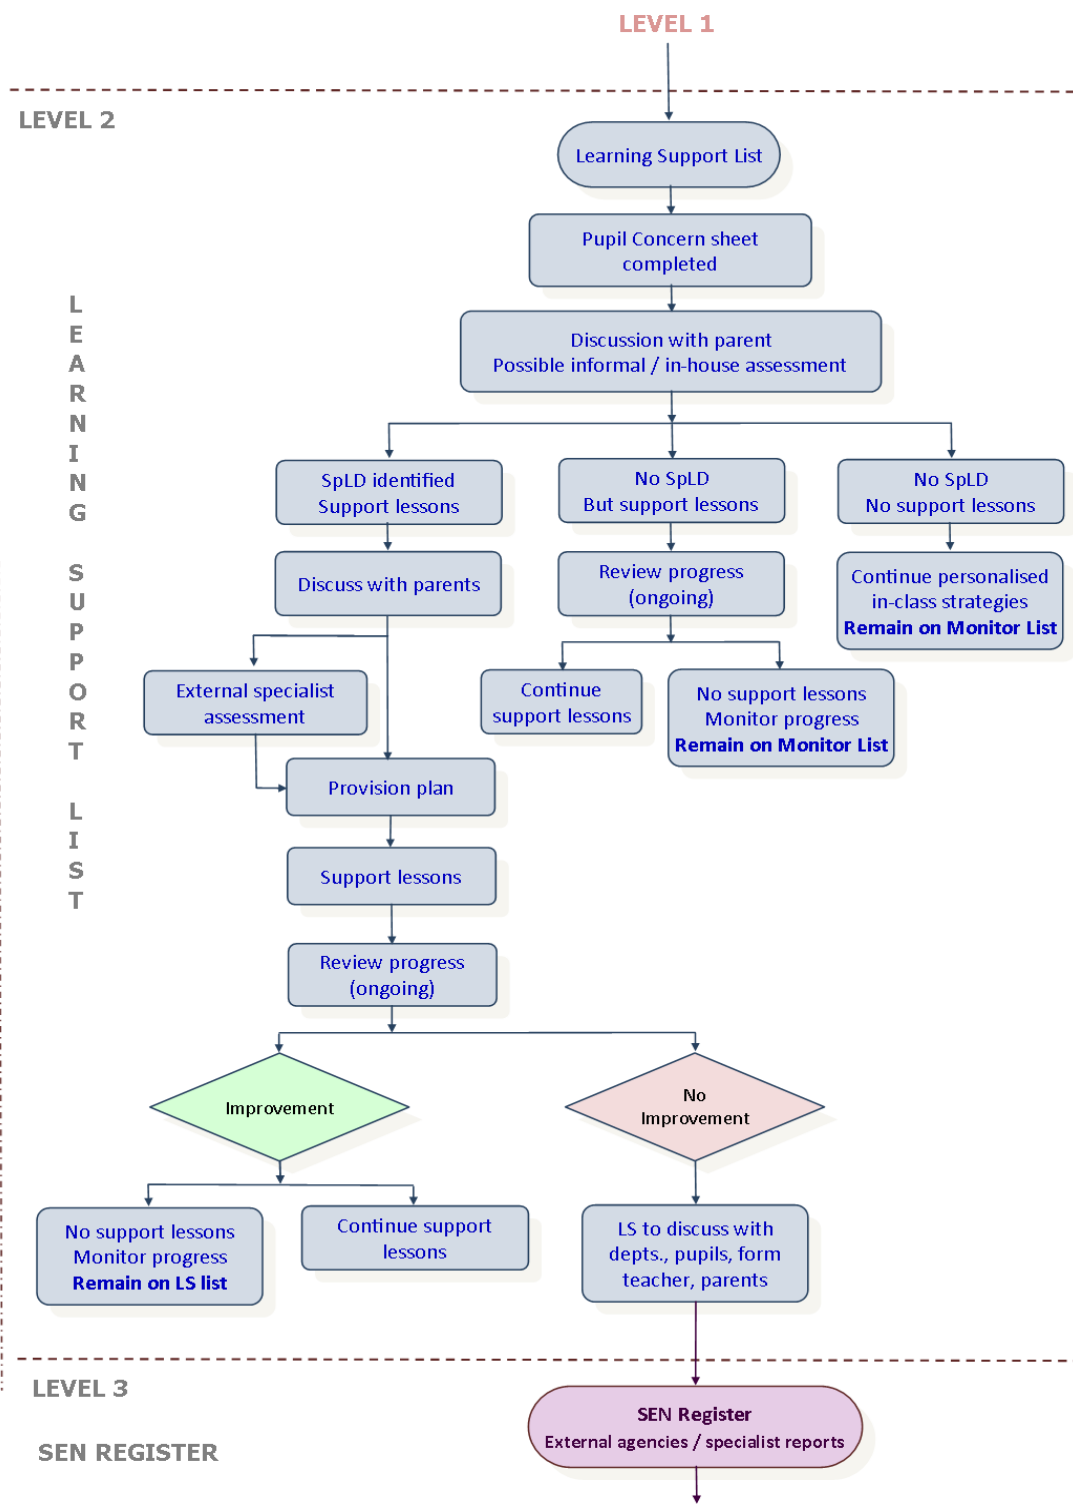 LEVEL 1
LEVEL 2
LEARNING SUPPORT LIST
Learning Support List
Pupil Concern sheet
completed
Discussion with parent
Possible informal / in-house assessment
SpLD identified
Support lessons
No SpLD
But support lessons
No SpLD
No support lessons
Discuss with parents
Review progress
(ongoing)
Continue personalised
in-class strategies
Remain on Monitor List
External specialist
assessment
Continue
support lessons
No support lessons
Monitor progress
Remain on Monitor List
Provision plan
Support lessons
Review progress
(ongoing)
Improvement
No
Improvement
No support lessons
Monitor progress
Remain on LS list
Continue support
lessons
LS to discuss with
depts., pupils, form
teacher, parents
LEVEL 3
SEN REGISTER
SEN Register
External agencies / specialist reports